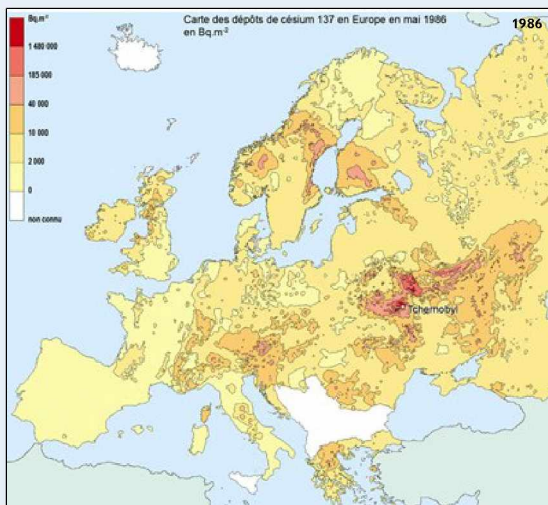 Carte des dépôts de césium 137 en Europe en mai 1986
en Bq.m⁻²
1986
Bq.m⁻²
1 480 000
185 000
40 000
10 000
2 000
0
non connu
Tchernobyl